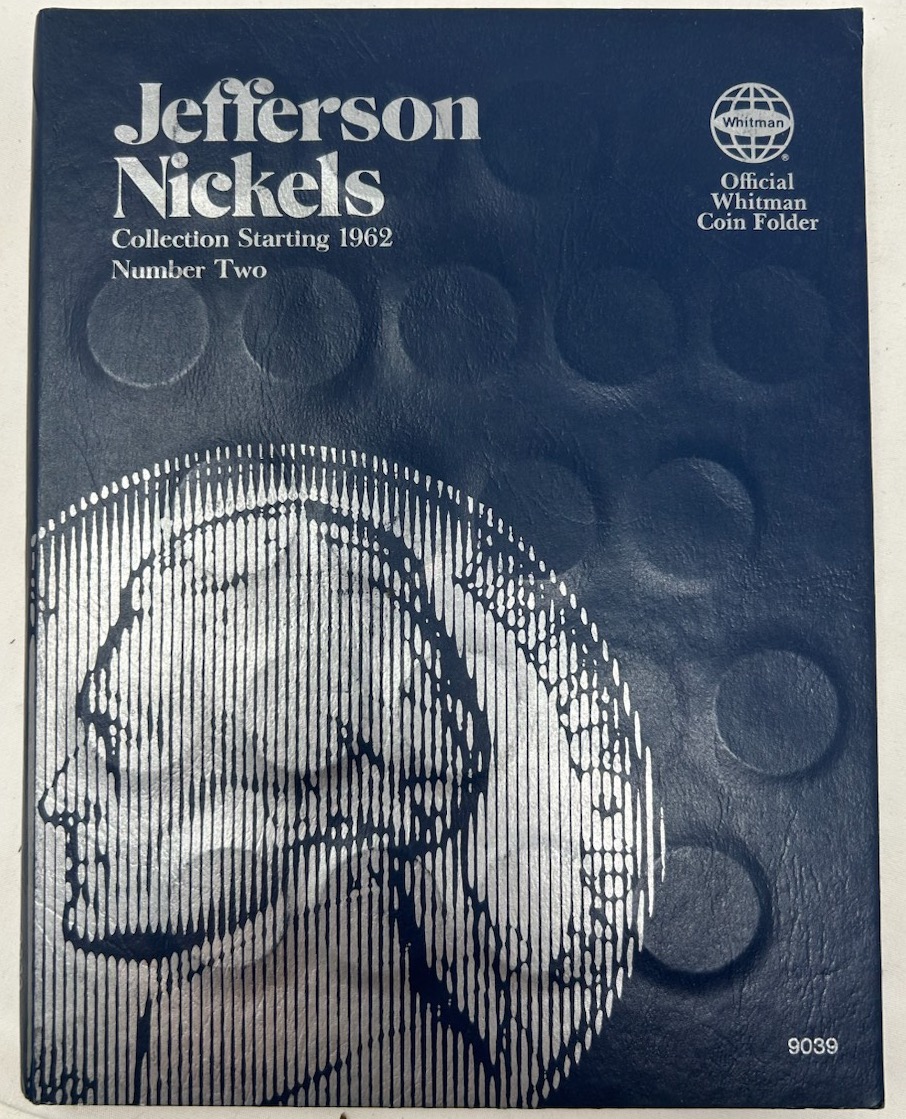 Jefferson
Nickels
Collection Starting 1962
Number Two
Whitman
®
Official
Whitman
Coin Folder
9039